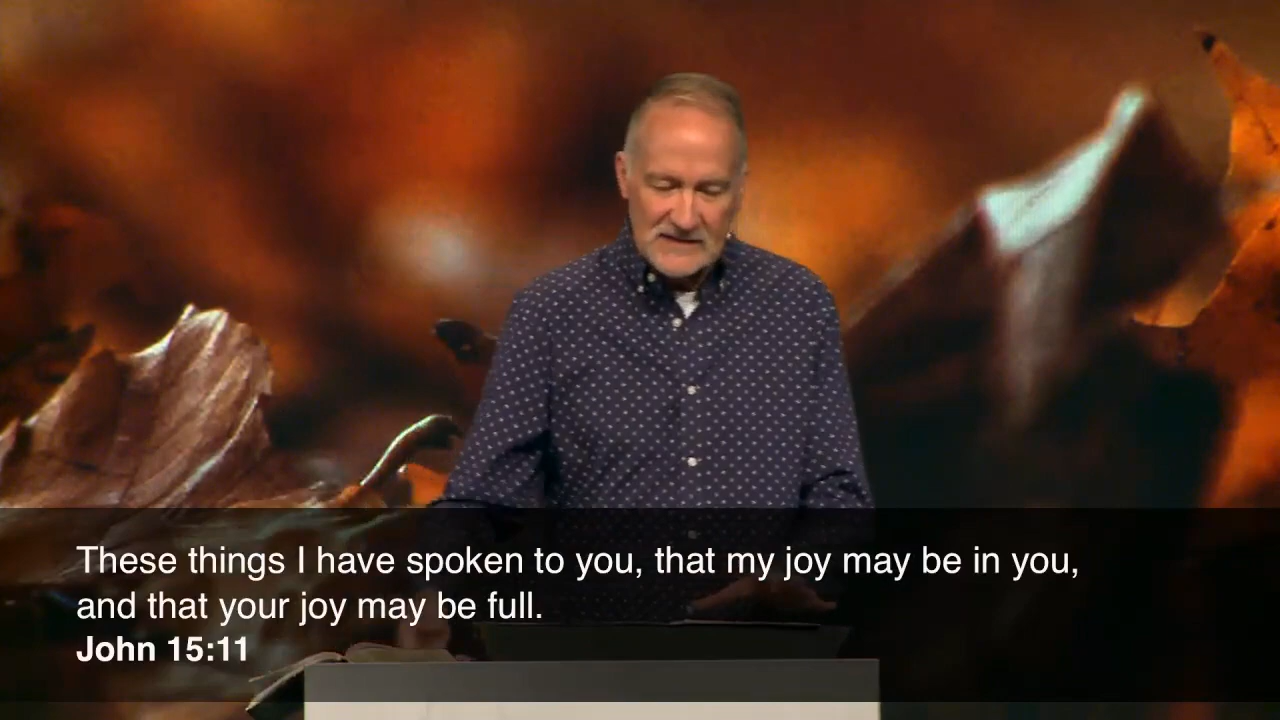 These things I have spoken to you, that my joy may be in you,
and that your joy may be full.
John 15:11